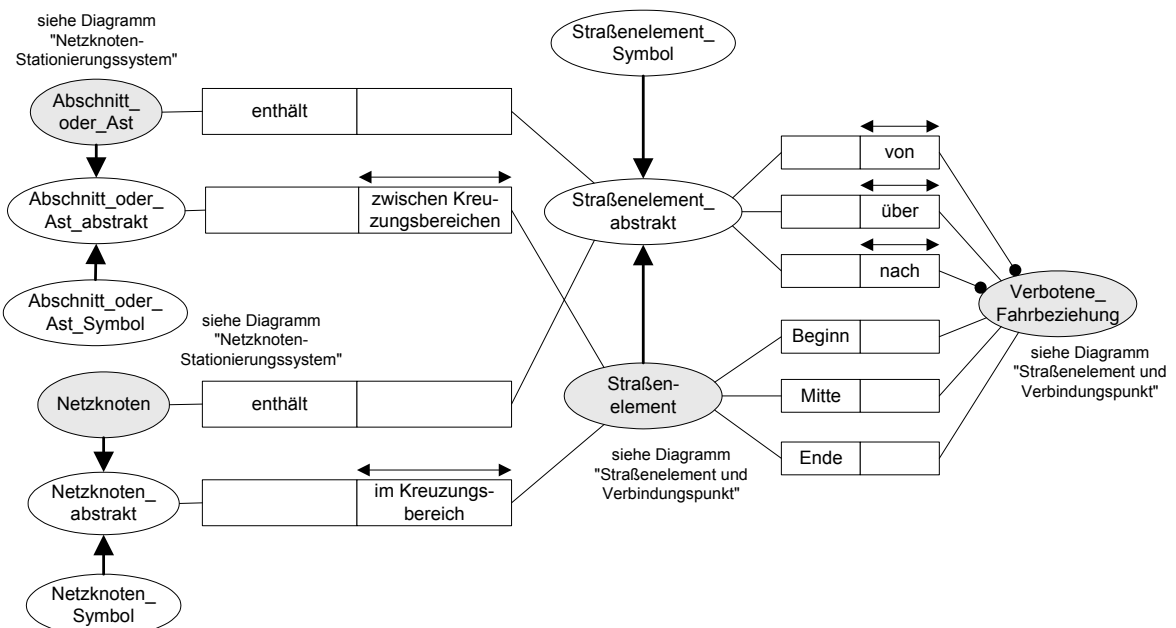 siehe Diagramm
"Netzknoten-
Stationierungssystem"
Abschnitt_
oder_Ast
enthält
Abschnitt_oder_
Ast_abstrakt
zwischen Kreu-
zungsbereichen
Abschnitt_oder_
Ast_Symbol
siehe Diagramm
"Netzknoten-
Stationierungssystem"
Netzknoten
enthält
Netzknoten_
abstrakt
im Kreuzungs-
bereich
Netzknoten_
Symbol
Straßenelement_
Symbol
Straßenelement_
abstrakt
Straßen-
element
siehe Diagramm
"Straßenelement und
Verbindungspunkt"
von
über
nach
Beginn
Mitte
Ende
Verbotene_
Fahrbeziehung
siehe Diagramm
"Straßenelement und
Verbindungspunkt"